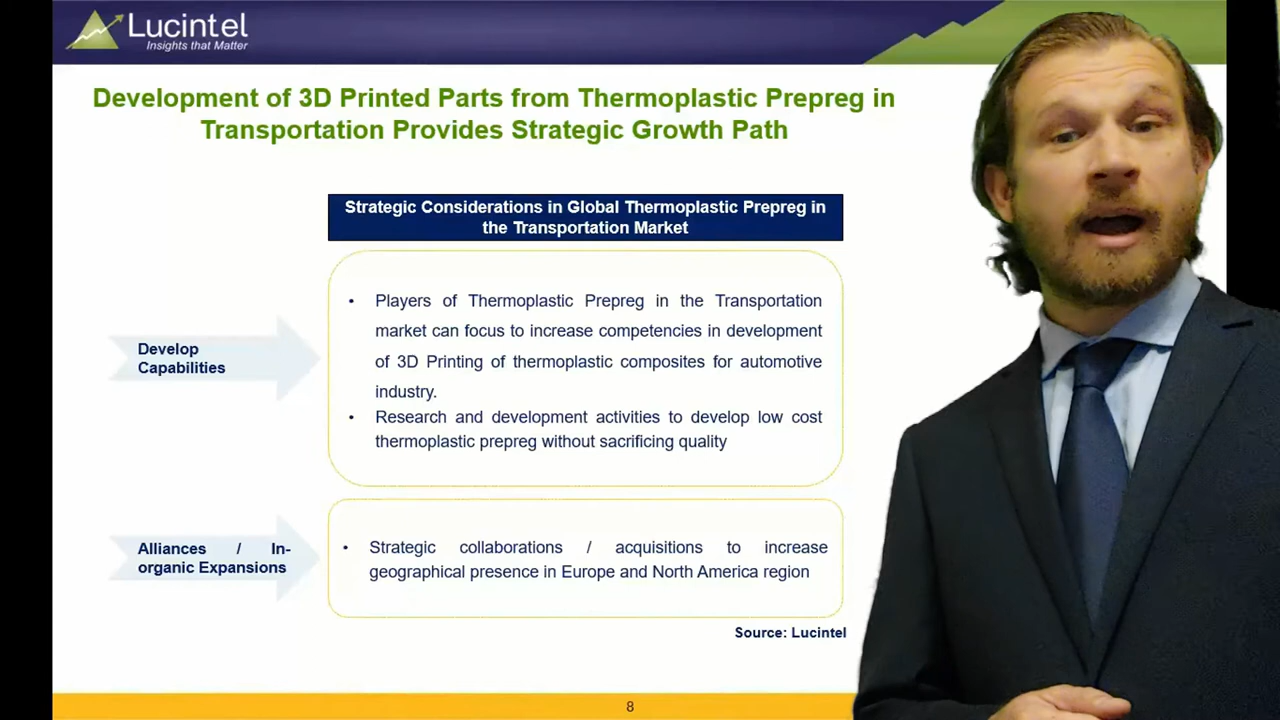 Lucintel
Insights that Matter
Development of 3D Printed Parts from Thermoplastic Prepreg in
Transportation Provides Strategic Growth Path
Strategic Considerations in Global Thermoplastic Prepreg in
the Transportation Market
Develop
Capabilities
• Players of Thermoplastic Prepreg in the Transportation
market can focus to increase competencies in development
of 3D Printing of thermoplastic composites for automotive
industry.
• Research and development activities to develop low cost
thermoplastic prepreg without sacrificing quality
Alliances / In-
organic Expansions
• Strategic collaborations / acquisitions to increase
geographical presence in Europe and North America region
Source: Lucintel
8